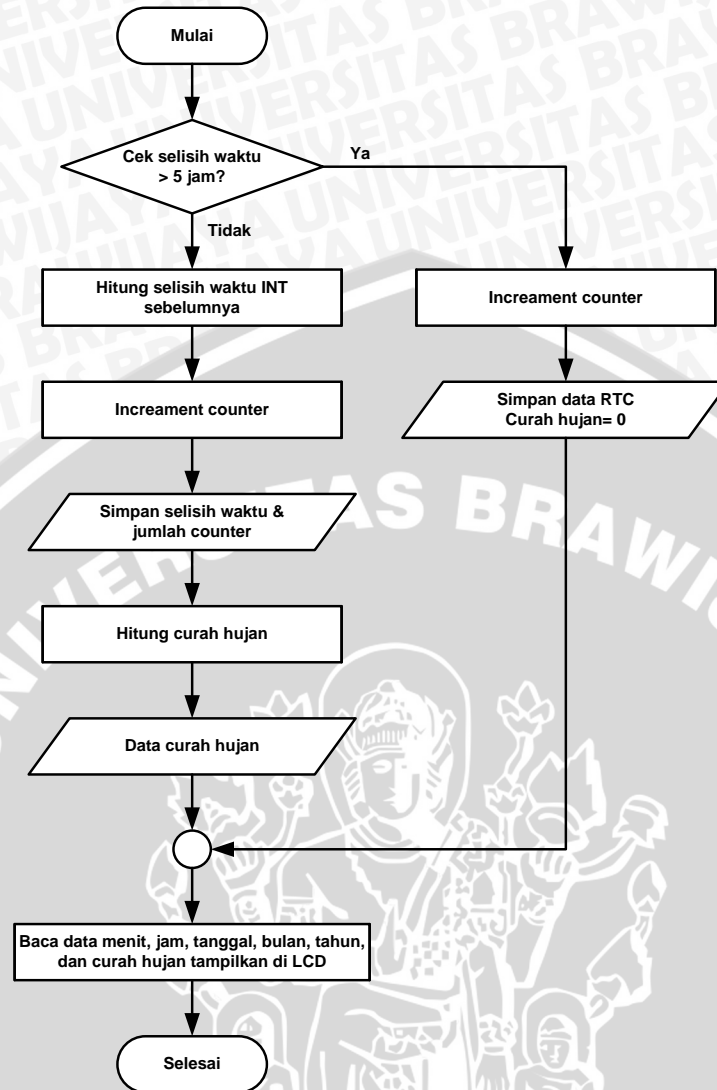 Mulai
Cek selisih waktu
> 5 jam?
Ya
Tidak
Hitung selisih waktu INT
sebelumnya
Increament counter
Increament counter
Simpan data RTC
Curah hujan= 0
Simpan selisih waktu &
jumlah counter
Hitung curah hujan
Data curah hujan
Baca data menit, jam, tanggal, bulan, tahun,
dan curah hujan tampilkan di LCD
Selesai